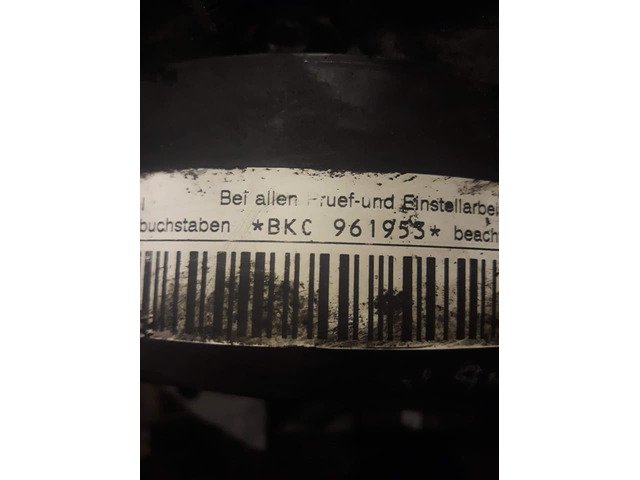 Bei allen Pruef-und Einstellarbei
buchstaben *BKC 961953* beach